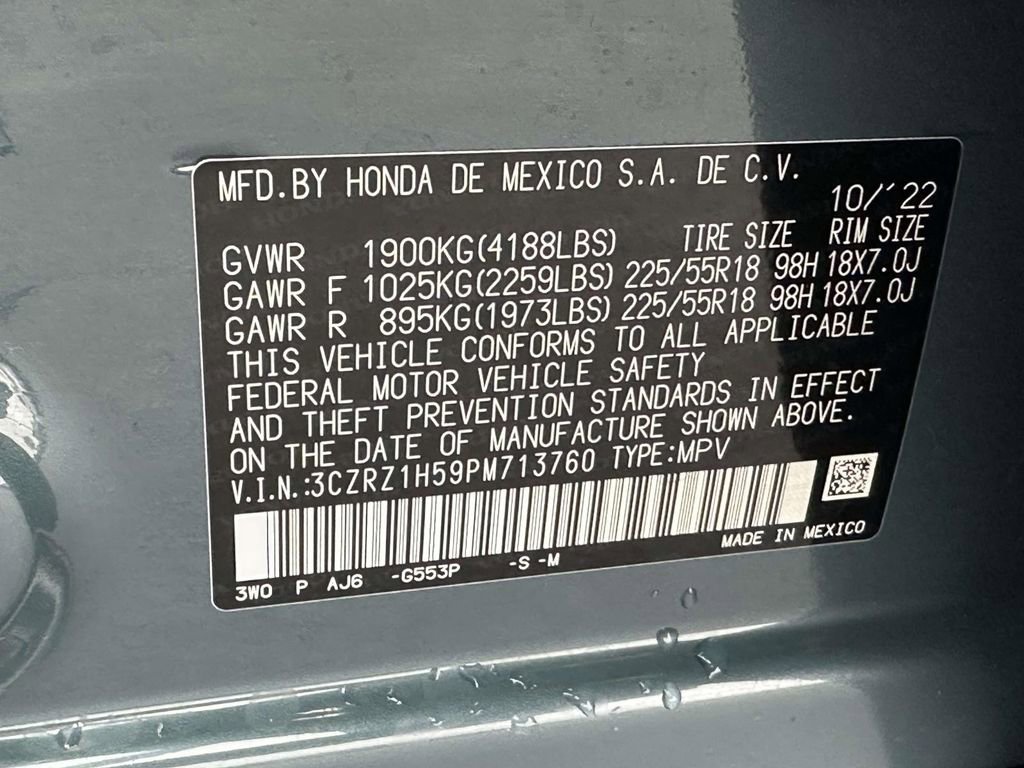 MFD.BY HONDA DE MEXICO S.A. DE C.V.
10/'22
GVWR 1900KG(4188LBS) TIRE SIZE RIM SIZE
GAWR F 1025KG(2259LBS) 225/55R18 98H 18X7.0J
GAWR R 895KG(1973LBS) 225/55R18 98H 18X7.0J
THIS VEHICLE CONFORMS TO ALL APPLICABLE
FEDERAL MOTOR VEHICLE SAFETY
AND THEFT PREVENTION STANDARDS IN EFFECT
ON THE DATE OF MANUFACTURE SHOWN ABOVE.
V.I.N.:3CZRZ1H59PM713760 TYPE:MPV
MADE IN MEXICO
3WO P AJ6 -G553P -S -M